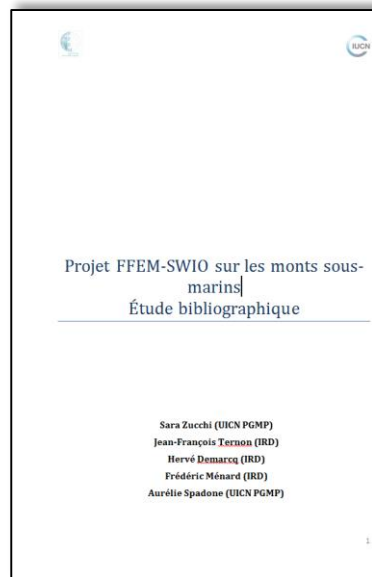 IUCN
Projet FFEM-SWIO sur les monts sous-
marins
Étude bibliographique
Sara Zucchi (UICN PGMP)
Jean-François Ternon (IRD)
Hervé Demarcq (IRD)
Frédéric Ménard (IRD)
Aurélie Spadone (UICN PGMP)
1